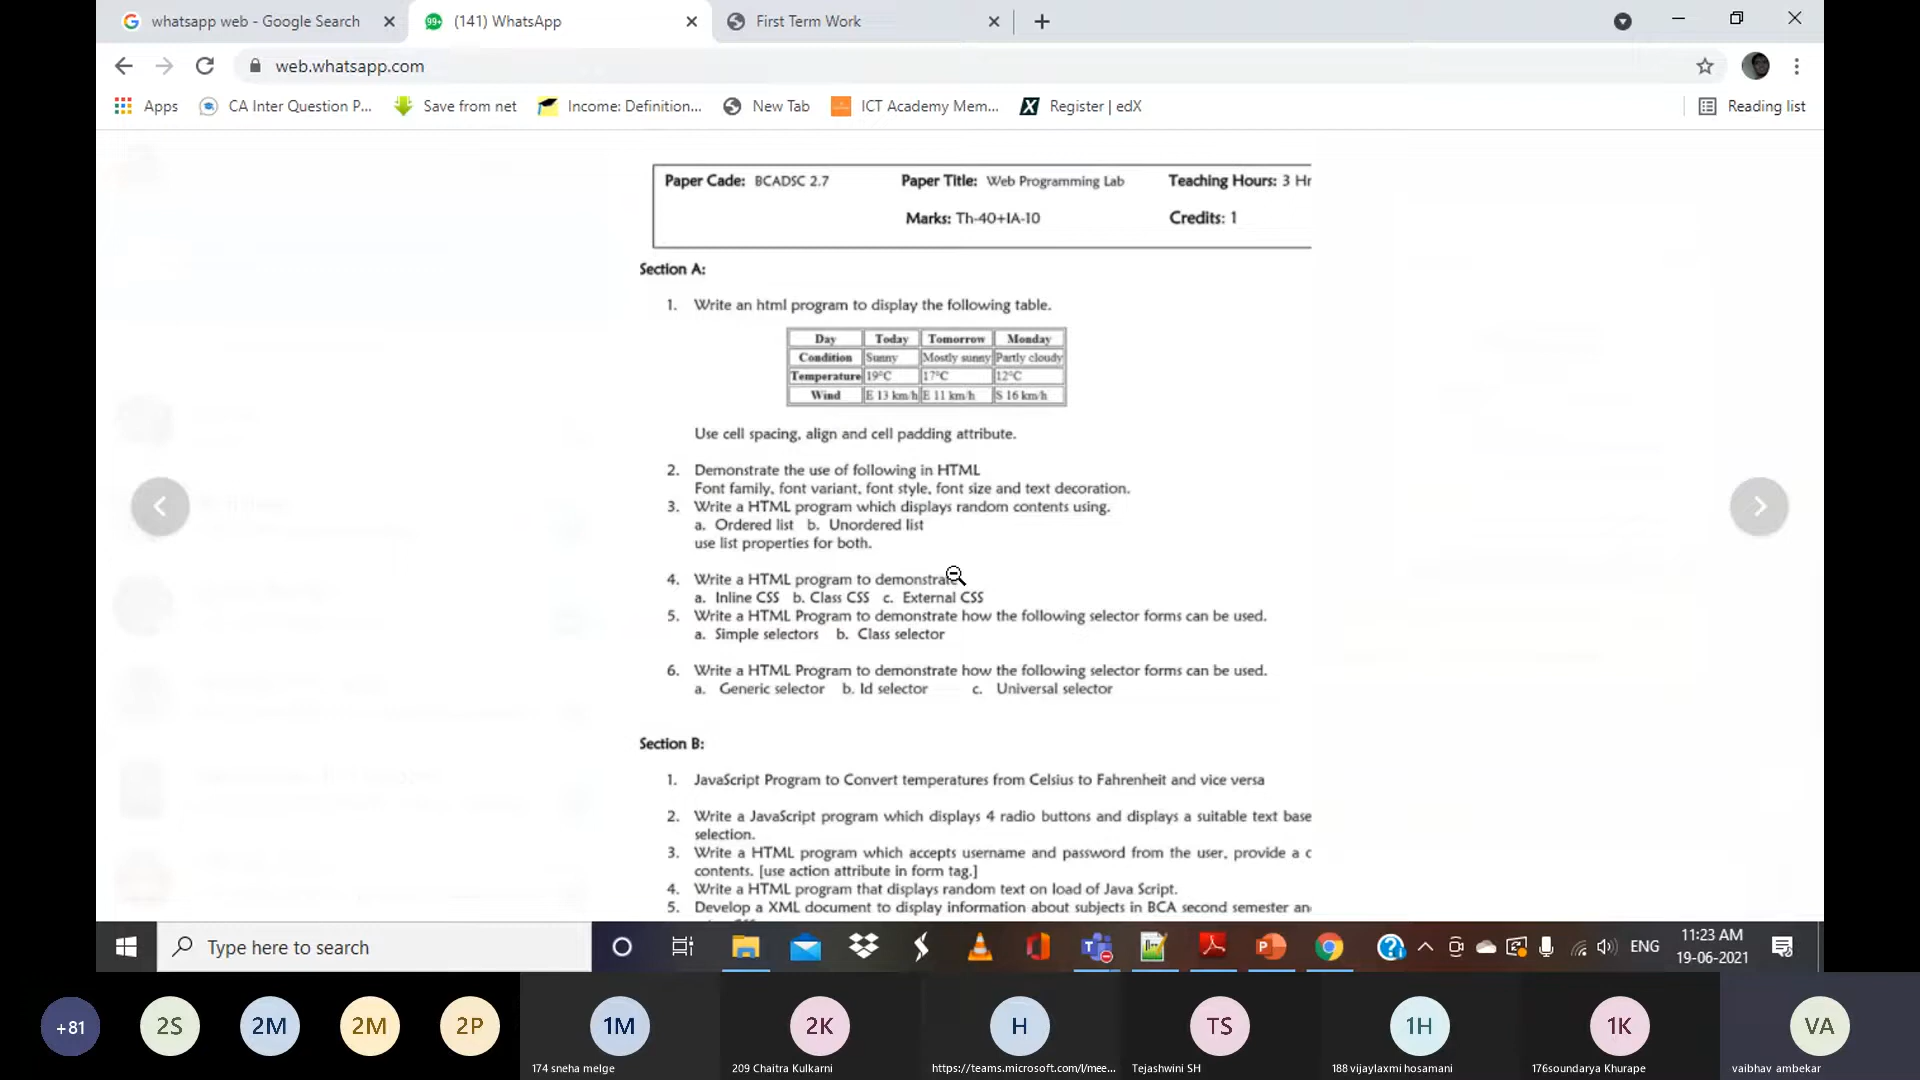 whatsapp web - Google Search
(141) WhatsApp
First Term Work
web.whatsapp.com
Apps
CA Inter Question P...
Save from net
Income: Definition...
New Tab
ICT Academy Mem...
Register | edX
Reading list
Paper Cade: BCADSC 2.7 Paper Title: Web Programming Lab Teaching Hours: 3 Hr
Marks: Th-40+IA-10 Credits: 1
Section A:
1. Write an html program to display the following table.
Day Today Tomorrow Monday
Condition Sunny Mostly sunny Partly cloudy
Temperature 19°C 17°C 12°C
Wind E 13 km/h E 11 km/h S 16 km/h
Use cell spacing, align and cell padding attribute.
2. Demonstrate the use of following in HTML
Font family, font variant, font style, font size and text decoration.
3. Write a HTML program which displays random contents using.
a. Ordered list b. Unordered list
use list properties for both.
4. Write a HTML program to demonstrate
a. Inline CSS b. Class CSS c. External CSS
5. Write a HTML Program to demonstrate how the following selector forms can be used.
a. Simple selectors b. Class selector
6. Write a HTML Program to demonstrate how the following selector forms can be used.
a. Generic selector b. Id selector c. Universal selector
Section B:
1. JavaScript Program to Convert temperatures from Celsius to Fahrenheit and vice versa
2. Write a JavaScript program which displays 4 radio buttons and displays a suitable text base
selection.
3. Write a HTML program which accepts username and password from the user, provide a c
contents. [use action attribute in form tag.]
4. Write a HTML program that displays random text on load of Java Script.
5. Develop a XML document to display information about subjects in BCA second semester an
Type here to search
ENG
11:23 AM
19-06-2021
+81
2S
2M
2M
2P
1M
2K
H
TS
1H
1K
VA
174 sneha melge
209 Chaitra Kulkarni
https://teams.microsoft.com/l/mee...
Tejashwini SH
188 vijaylaxmi hosamani
176soundarya Khurape
vaibhav ambekar